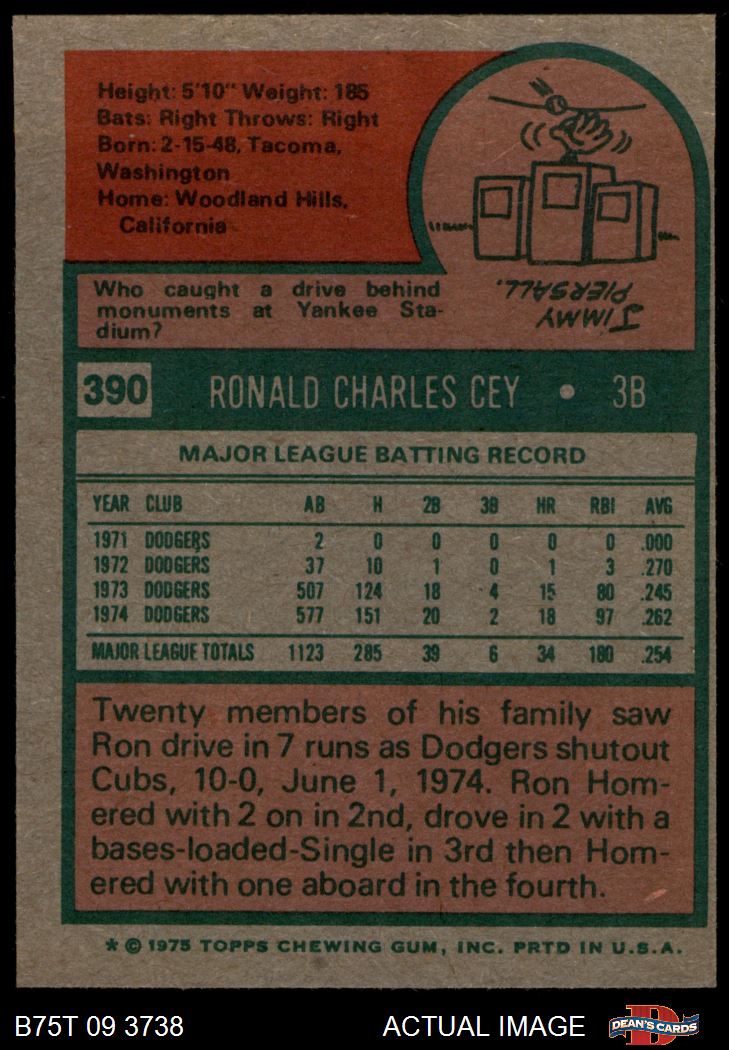 Height: 5'10" Weight: 185
Bats: Right Throws: Right
Born: 2-15-48, Tacoma,
Washington
Home: Woodland Hills,
California
Who caught a drive behind
monuments at Yankee Sta-
dium?
JIMMY
PIERSALL.
390 RONALD CHARLES CEY • 3B
MAJOR LEAGUE BATTING RECORD
YEAR CLUB AB H 2B 3B HR RBI AVG
1971 DODGERS 2 0 0 0 0 0 .000
1972 DODGERS 37 10 1 0 1 3 .270
1973 DODGERS 507 124 18 4 15 80 .245
1974 DODGERS 577 151 20 2 18 97 .262
MAJOR LEAGUE TOTALS 1123 285 39 6 34 180 .254
Twenty members of his family saw
Ron drive in 7 runs as Dodgers shutout
Cubs, 10-0, June 1, 1974. Ron Hom-
ered with 2 on in 2nd, drove in 2 with a
bases-loaded-Single in 3rd then Hom-
ered with one aboard in the fourth.
* © 1975 TOPPS CHEWING GUM, INC. PRTD IN U.S.A.
B75T 09 3738 ACTUAL IMAGE DEAN'S CARDS